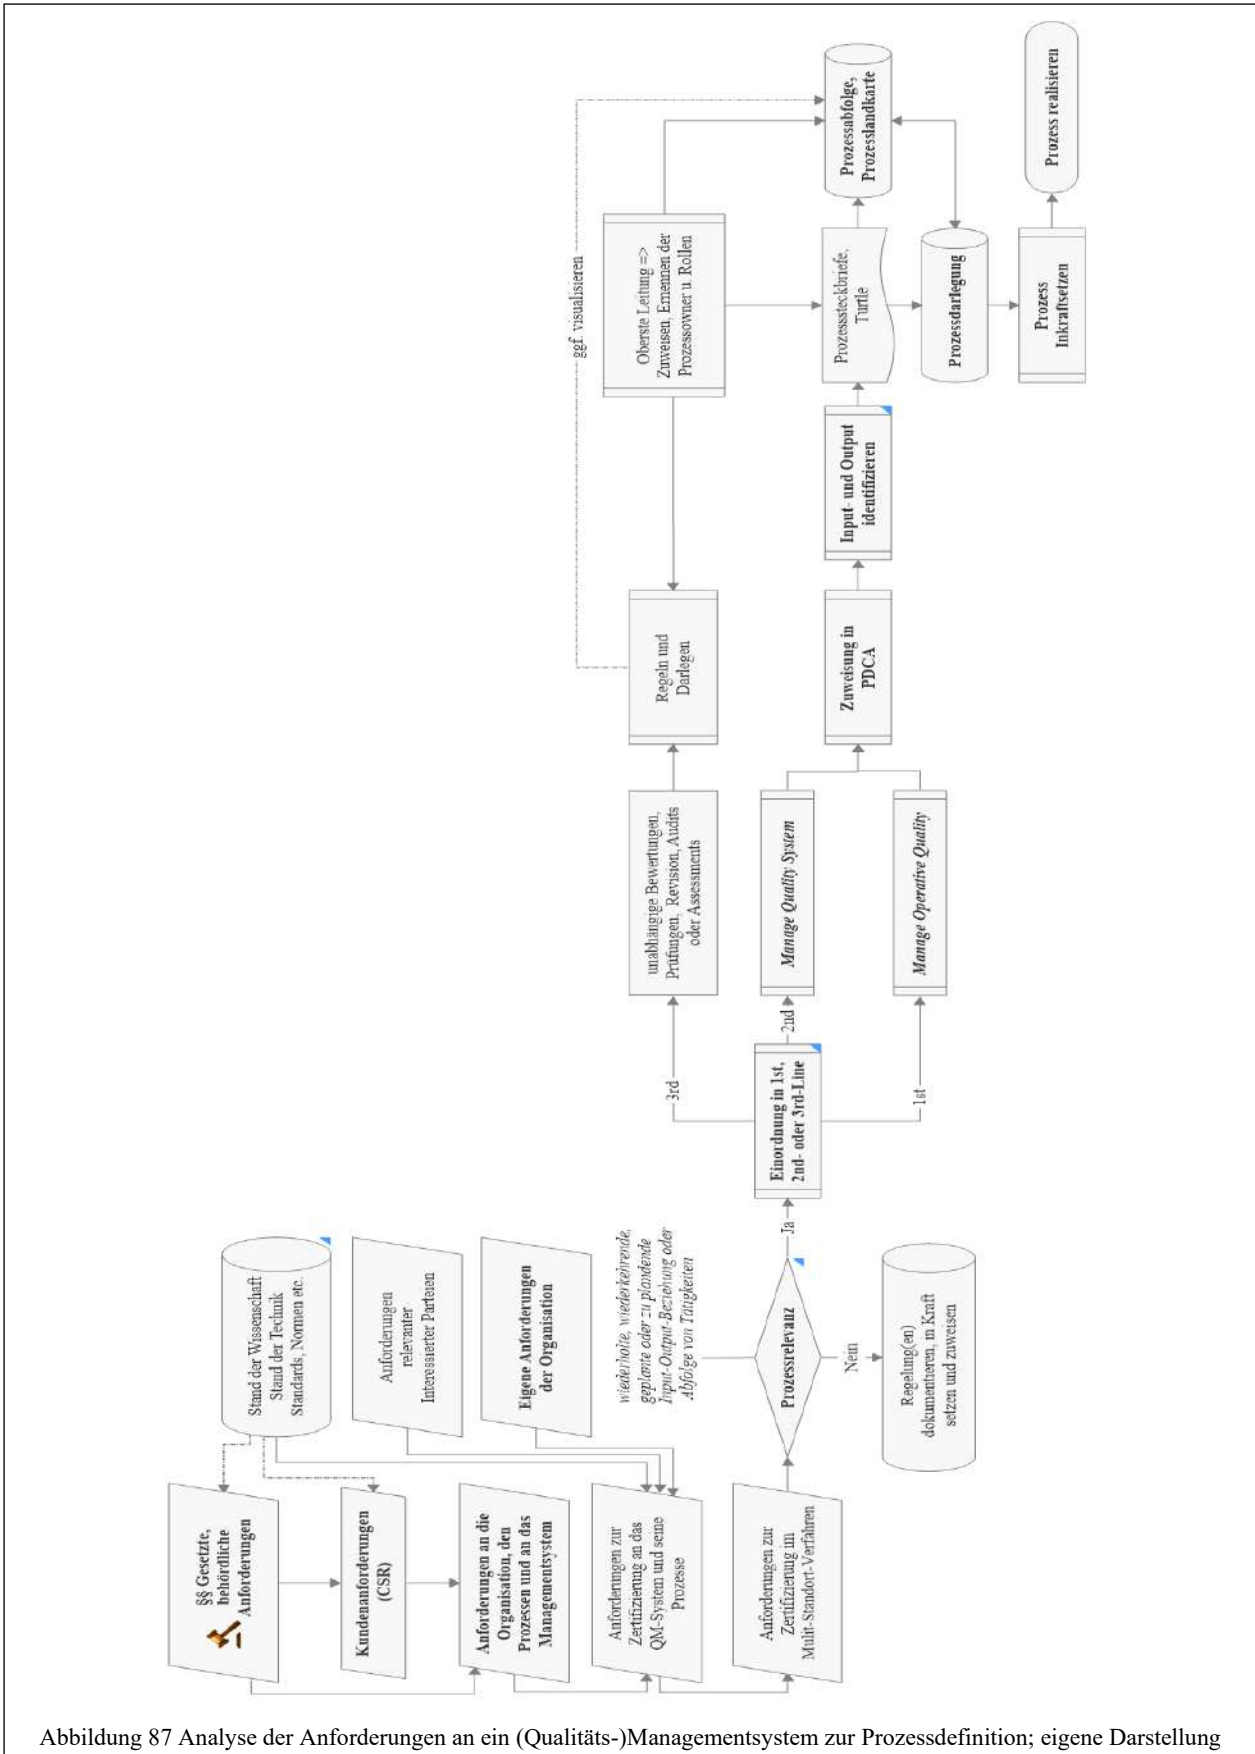 §§ Gesetzte,
behördliche
Anforderungen
Kundenanforderungen
(CSR)
Anforderungen an die
Organisation, den
Prozessen und an das
Managementsystem
Anforderungen zur
Zertifizierung an das
QM-System und seine
Prozesse
Anforderungen zur
Zertifizierung im
Mulit-Standort-Verfahren
Stand der Wissenschaft
Stand der Technik
Standards, Normen etc.
Anforderungen
relevanter
Interessierter Parteien
Eigene Anforderungen
der Organisation
wiederholte, wiederkehrende,
geplante oder zu plandende
Input-Output-Beziehung oder
Abfolge von Tätigkeiten
Prozessrelevanz
Nein
Regelung(en)
dokumentieren, in Kraft
setzen und zuweisen
Ja
Einordnung in 1st,
2nd- oder 3rd-Line
3rd
2nd
1st
unabhängige Bewertungen,
Prüfungen, Revision, Audits
oder Assessments
Manage Quality System
Manage Operative Quality
Regeln und
Darlegen
Zuweisung in
PDCA
Input- und Output
identifizieren
ggf. visualisieren
Oberste Leitung =>
Zuweisen, Ernennen der
Prozessowner u. Rollen
Prozesssteckbriefe,
Turtle
Prozessabfolge,
Prozesslandkarte
Prozessdarlegung
Prozess
Inkraftsetzen
Prozess realisieren
Abbildung 87 Analyse der Anforderungen an ein (Qualitäts-)Managementsystem zur Prozessdefinition; eigene Darstellung